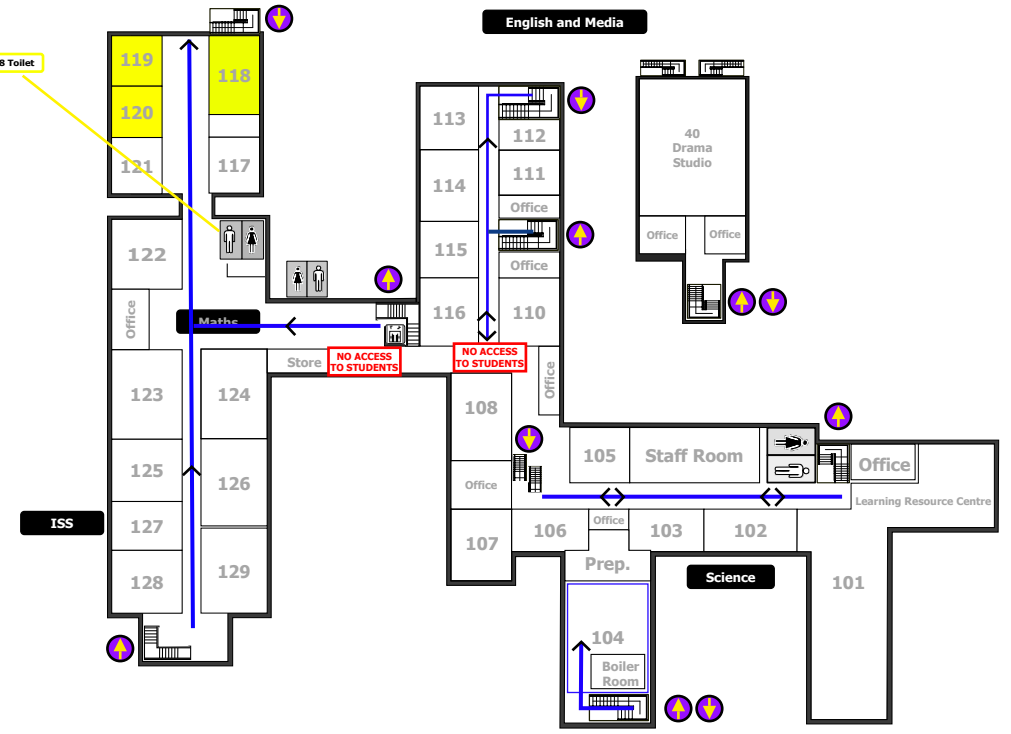 English and Media
8 Toilet
119
118
120
121
117
113
112
114
111
Office
115
Office
116
110
40
Drama
Studio
Office
Office
122
Office
Maths
Store
NO ACCESS
TO STUDENTS
NO ACCESS
TO STUDENTS
Office
123
124
108
125
126
105
Staff Room
Office
Office
Learning Resource Centre
ISS
127
107
106
Office
103
102
128
129
Prep.
Science
101
104
Boiler
Room